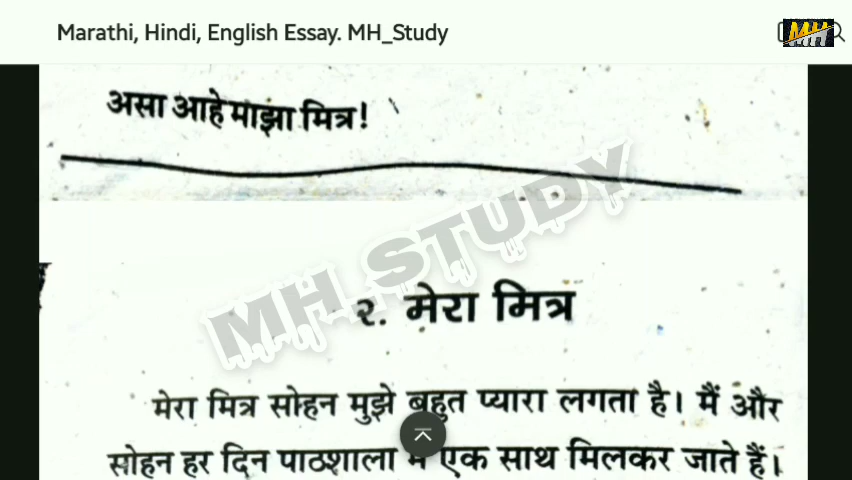 Marathi, Hindi, English Essay. MH_Study
MH
असा आहे माझा मित्र!
MH STUDY
२. मेरा मित्र
मेरा मित्र सोहन मुझे बहुत प्यारा लगता है। मैं और
सोहन हर दिन पाठशाला में एक साथ मिलकर जाते हैं।